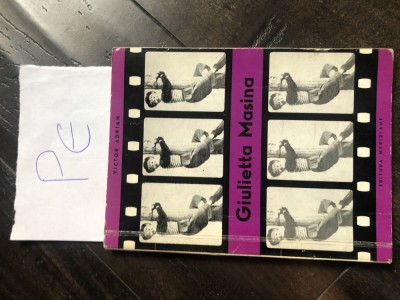 PE
VICTOR ADRIAN
Giulietta Masina
EDITURA MERIDIANE